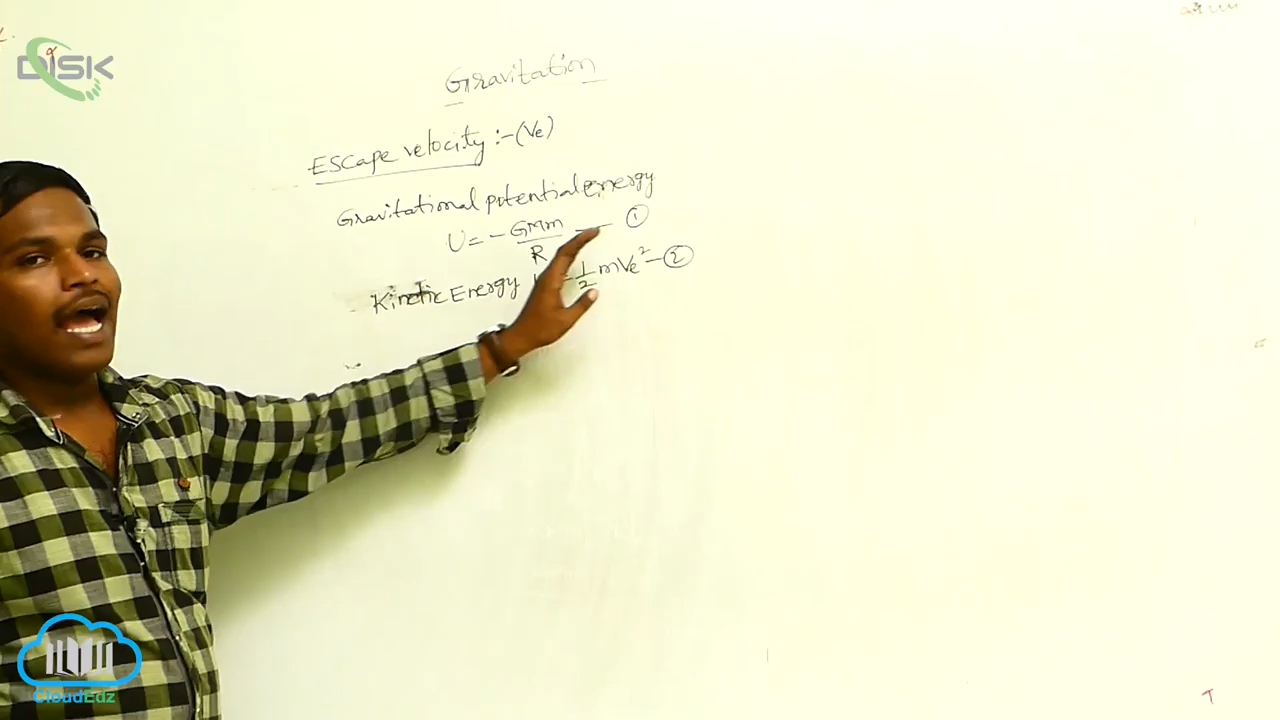 DISK
Gravitation
Escape velocity :- (Ve)
Gravitational potential energy
U = - GMm/R — ①
Kinetic Energy = 1/2 mVe² — ②
CloudEdz